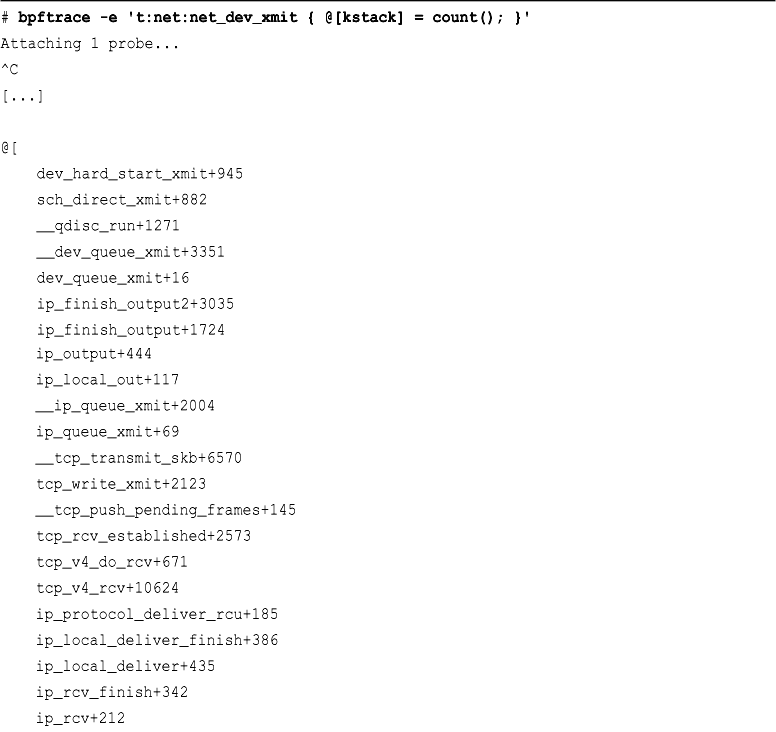 # bpftrace -e 't:net:net_dev_xmit { @[kstack] = count(); }'
Attaching 1 probe...
^C
[...]
@[
dev_hard_start_xmit+945
sch_direct_xmit+882
__qdisc_run+1271
__dev_queue_xmit+3351
dev_queue_xmit+16
ip_finish_output2+3035
ip_finish_output+1724
ip_output+444
ip_local_out+117
__ip_queue_xmit+2004
ip_queue_xmit+69
__tcp_transmit_skb+6570
tcp_write_xmit+2123
__tcp_push_pending_frames+145
tcp_rcv_established+2573
tcp_v4_do_rcv+671
tcp_v4_rcv+10624
ip_protocol_deliver_rcu+185
ip_local_deliver_finish+386
ip_local_deliver+435
ip_rcv_finish+342
ip_rcv+212